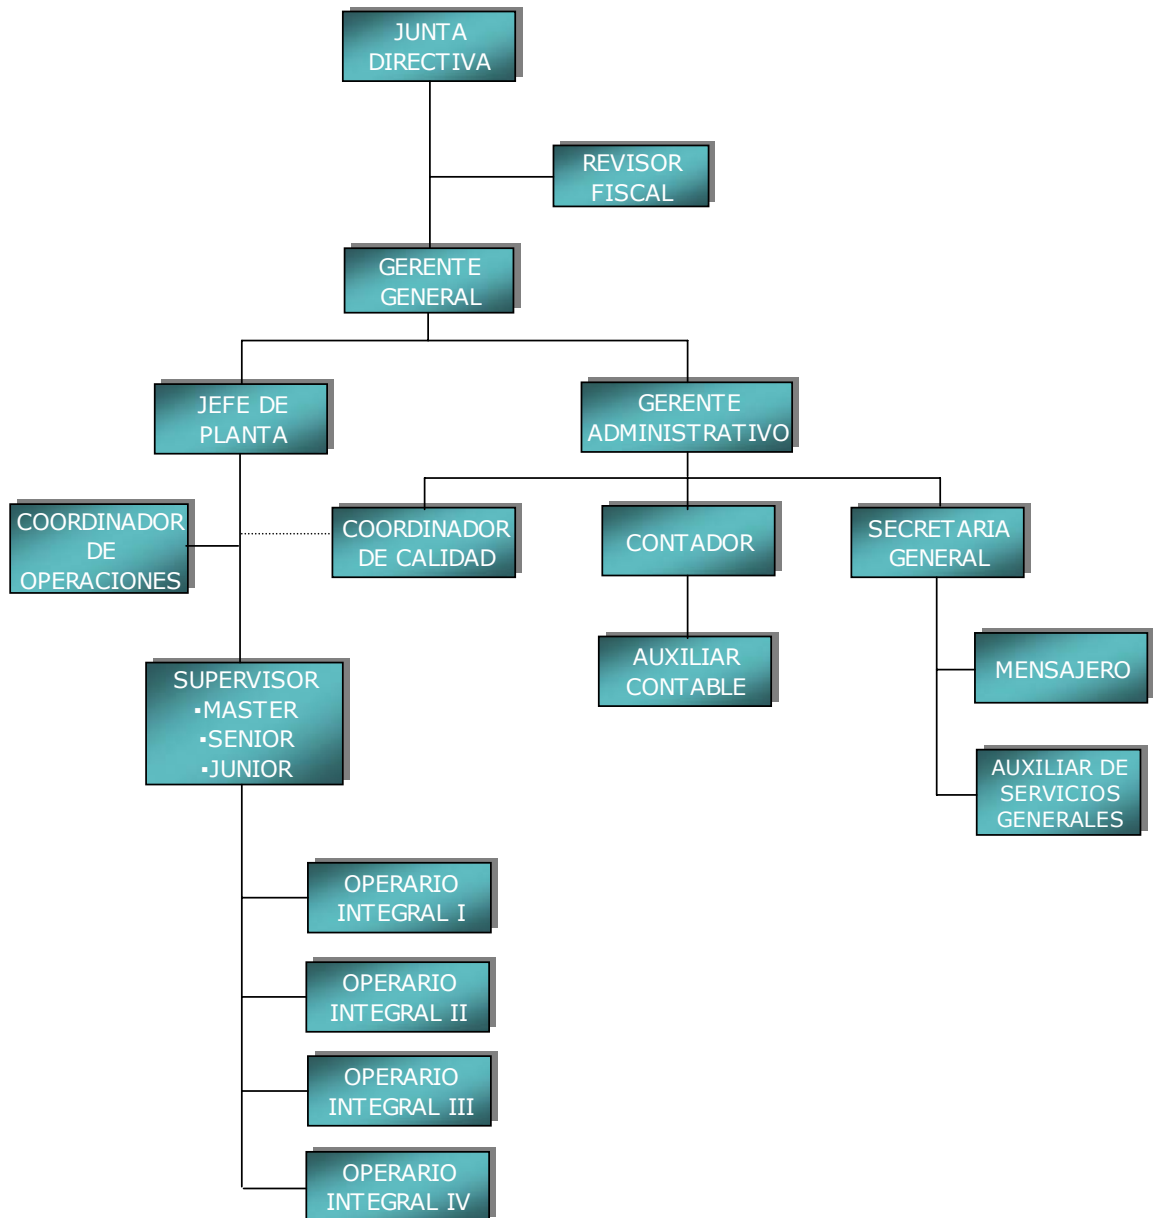 JUNTA
DIRECTIVA
REVISOR
FISCAL
GERENTE
GENERAL
JEFE DE
PLANTA
GERENTE
ADMINISTRATIVO
COORDINADOR
DE
OPERACIONES
COORDINADOR
DE CALIDAD
CONTADOR
SECRETARIA
GENERAL
AUXILIAR
CONTABLE
MENSAJERO
SUPERVISOR
▪MASTER
▪SENIOR
▪JUNIOR
AUXILIAR DE
SERVICIOS
GENERALES
OPERARIO
INTEGRAL I
OPERARIO
INTEGRAL II
OPERARIO
INTEGRAL III
OPERARIO
INTEGRAL IV